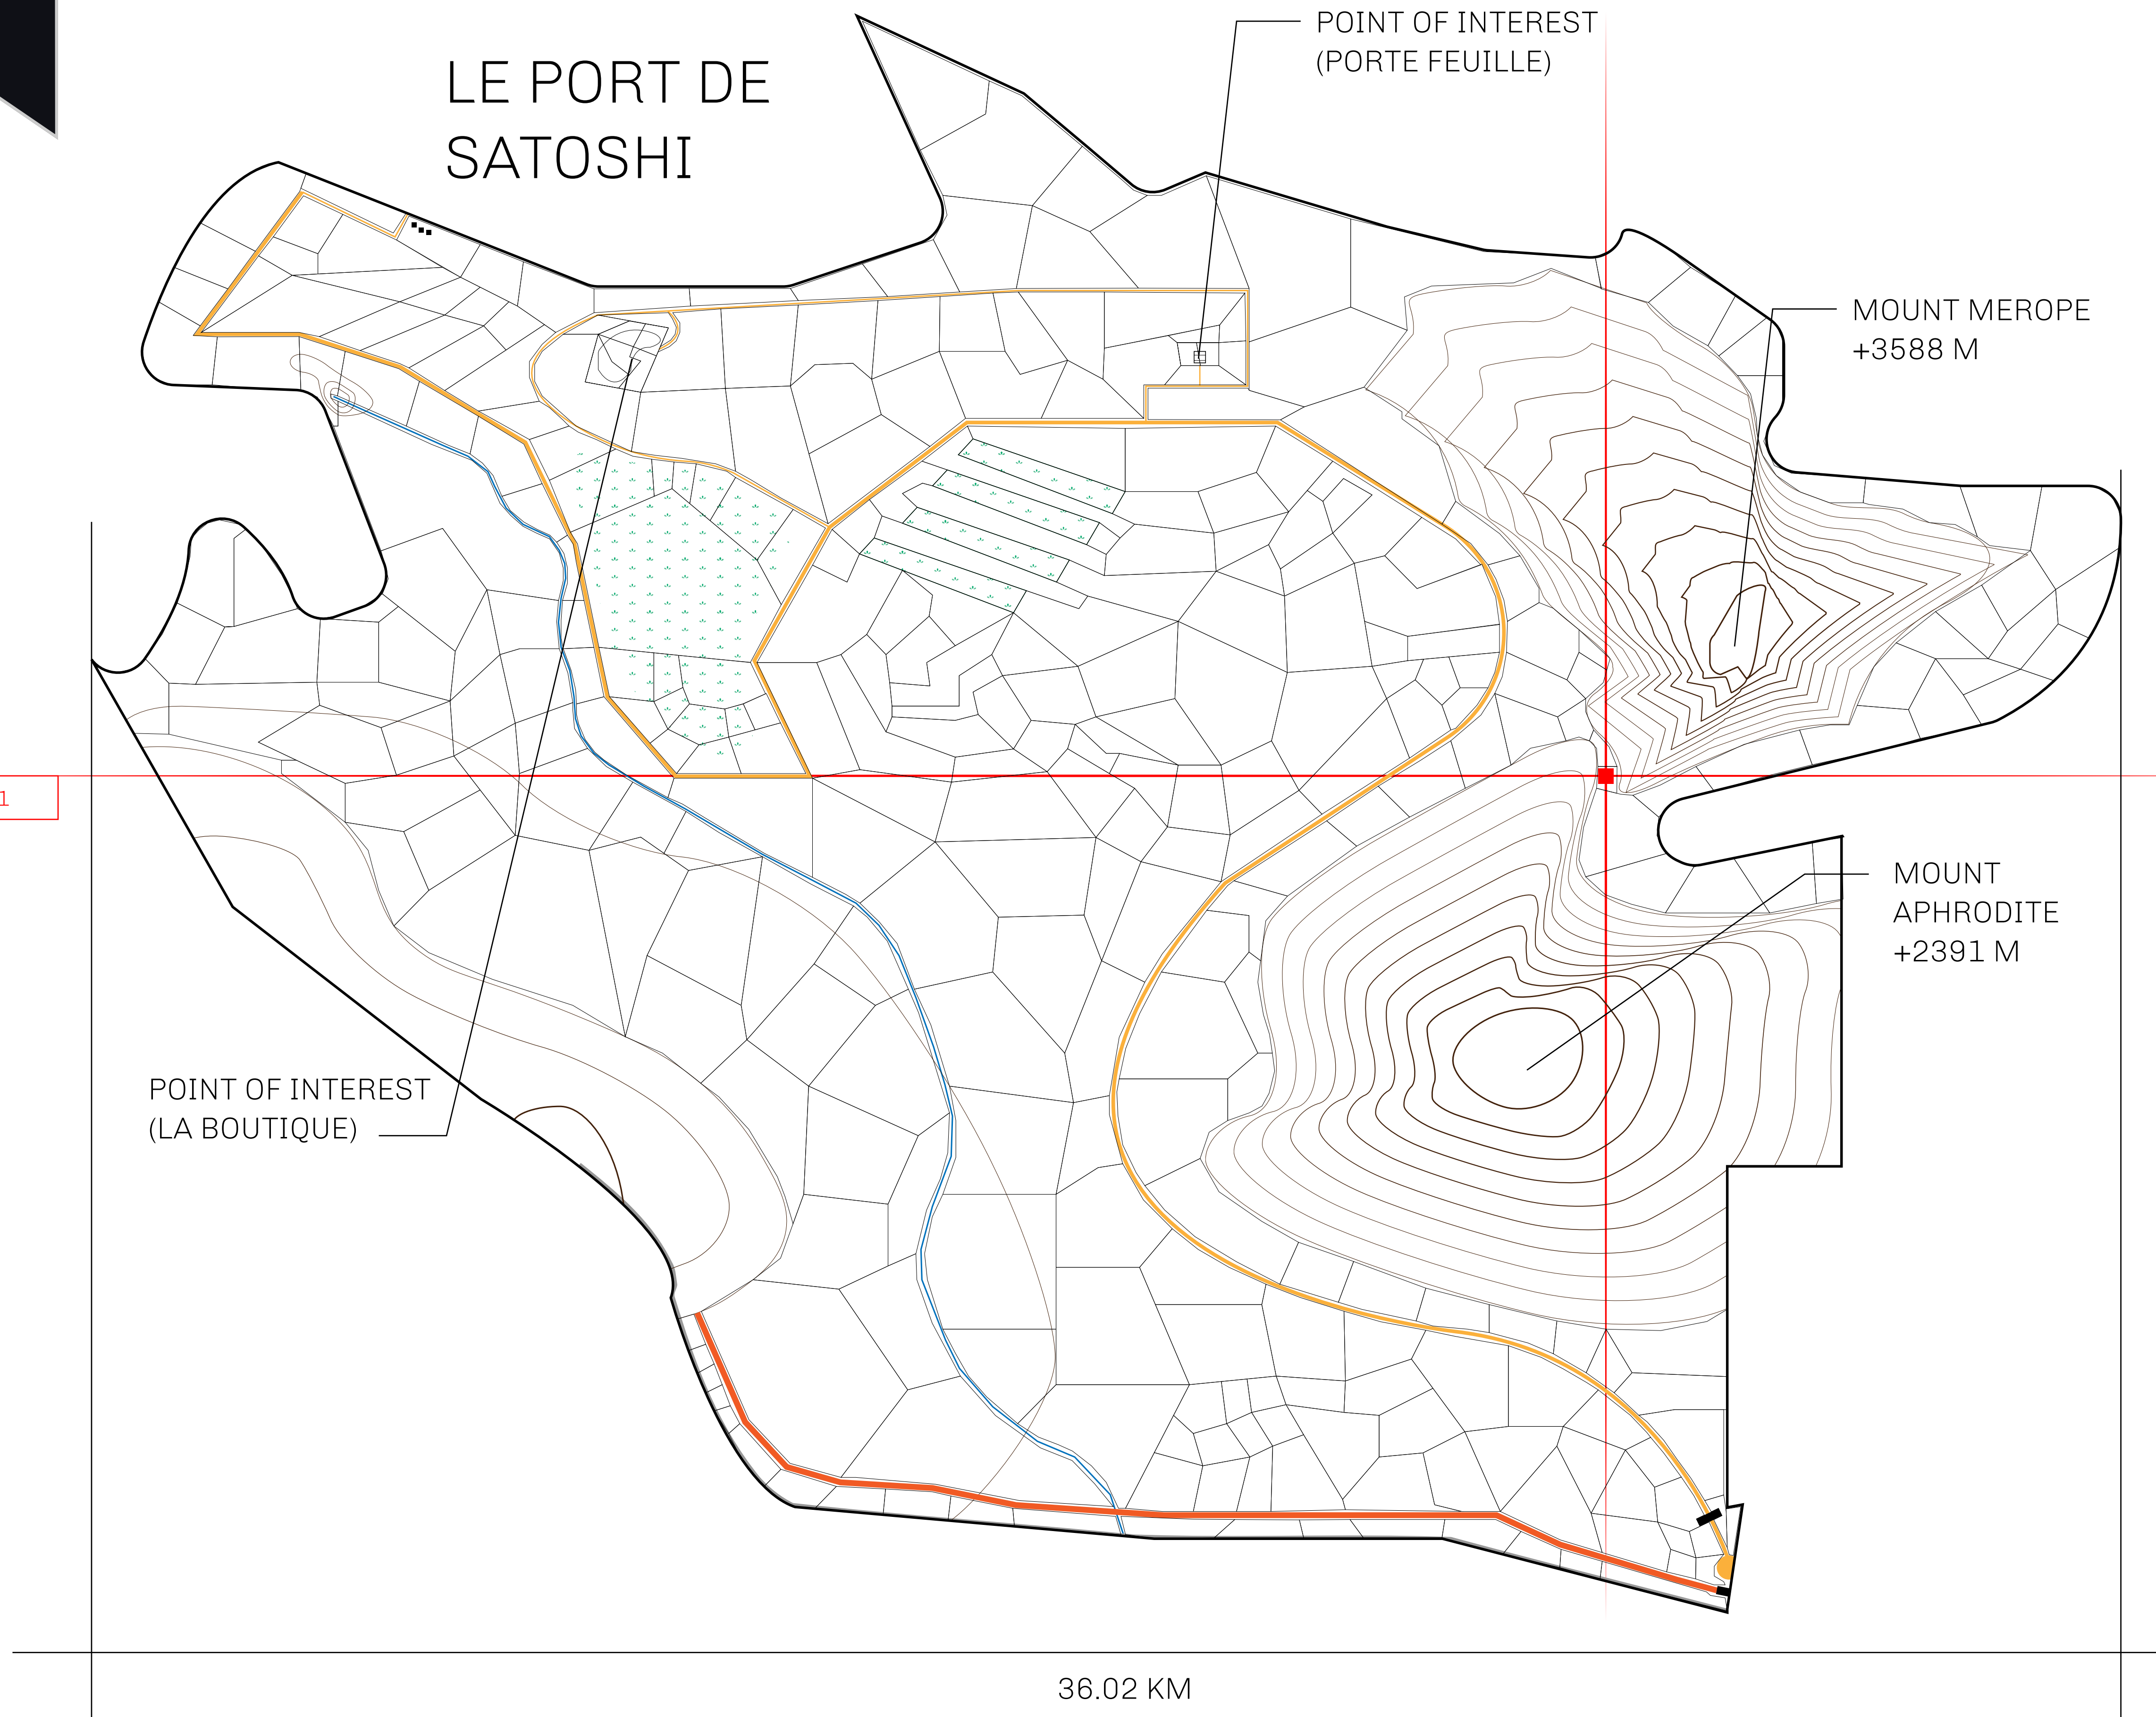 POINT OF INTEREST
(PORTE FEUILLE)
LE PORT DE
SATOSHI
MOUNT MEROPE
+3588 M
1
MOUNT
APHRODITE
+2391 M
POINT OF INTEREST
(LA BOUTIQUE)
36.02 KM